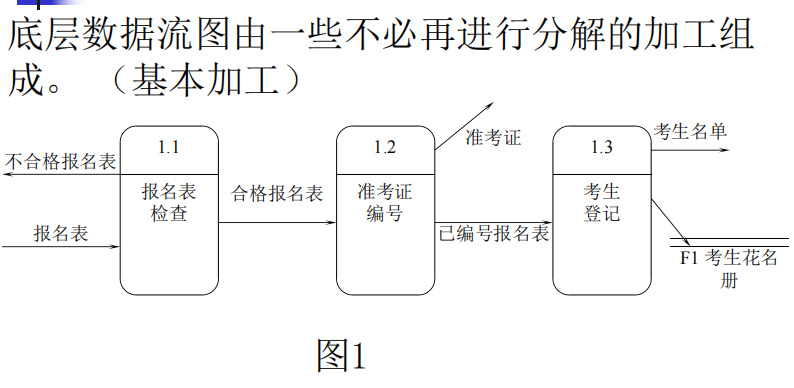 底层数据流图由一些不必再进行分解的加工组
成。（基本加工）
1.1
1.2
1.3
准考证
考生名单
不合格报名表
报名表
检查
合格报名表
准考证
编号
考生
登记
报名表
已编号报名表
F1 考生花名
册
图1